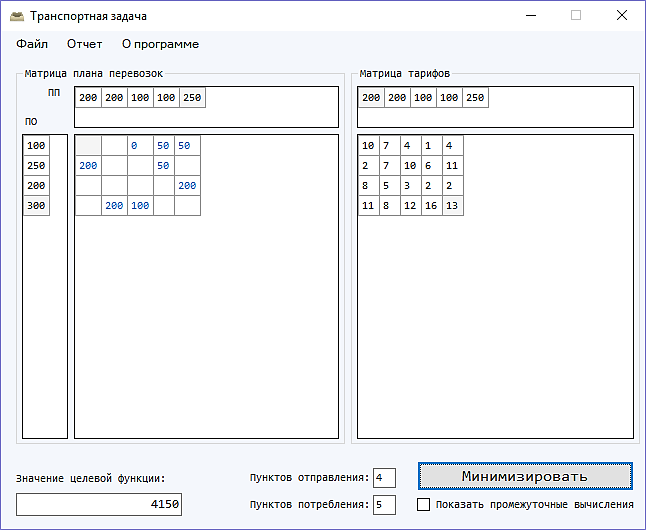 Транспортная задача
Файл Отчет О программе
Матрица плана перевозок
ПП
200 200 100 100 250
ПО
100
250
200
300
0 50 50
200 50
200
200 100
Матрица тарифов
200 200 100 100 250
10 7 4 1 4
2 7 10 6 11
8 5 3 2 2
11 8 12 16 13
Значение целевой функции:
4150
Пунктов отправления: 4
Пунктов потребления: 5
Минимизировать
Показать промежуточные вычисления